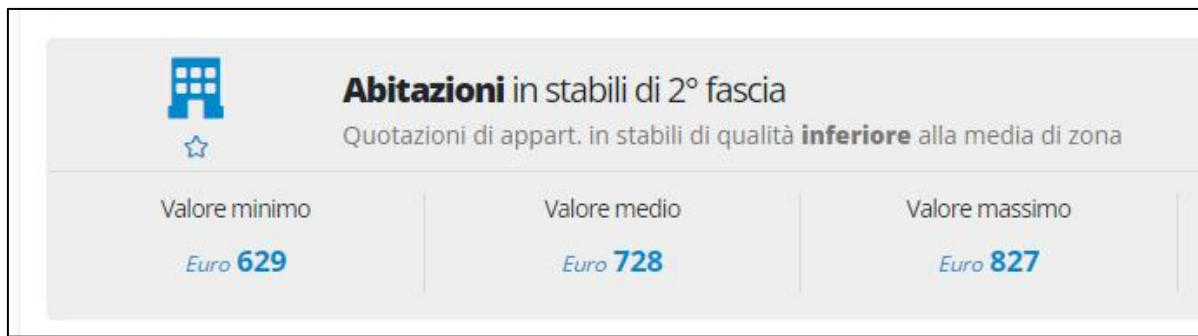 Abitazioni in stabili di 2° fascia
Quotazioni di appart. in stabili di qualità inferiore alla media di zona
Valore minimo
Valore medio
Valore massimo
Euro 629
Euro 728
Euro 827